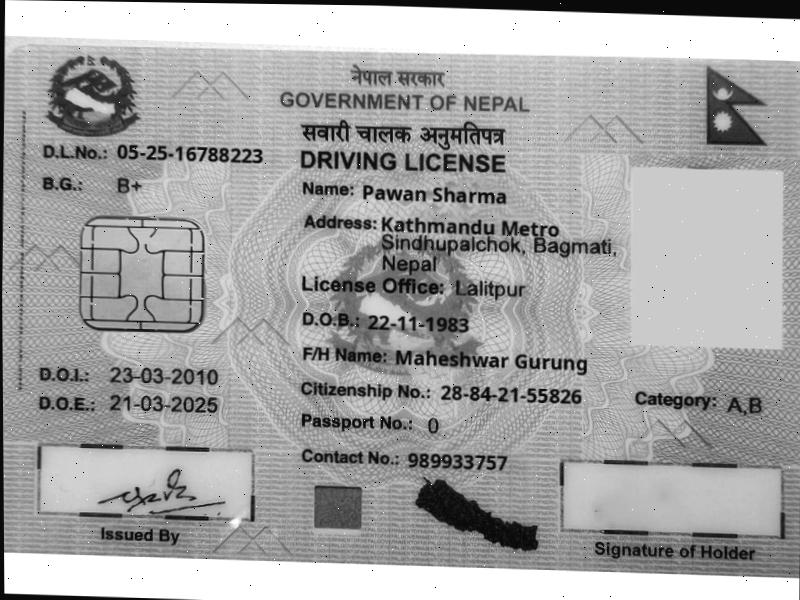 नेपाल सरकार
GOVERNMENT OF NEPAL
सवारी चालक अनुमतिपत्र
DRIVING LICENSE
D.L.No.: 05-25-16788223
B.G.: B+
Name: Pawan Sharma
Address: Kathmandu Metro
Sindhupalchok, Bagmati,
Nepal
License Office: Lalitpur
D.O.B.: 22-11-1983
F/H Name: Maheshwar Gurung
D.O.I.: 23-03-2010
D.O.E.: 21-03-2025
Citizenship No.: 28-84-21-55826
Category: A,B
Passport No.: 0
Contact No.: 989933757
Issued By
Signature of Holder